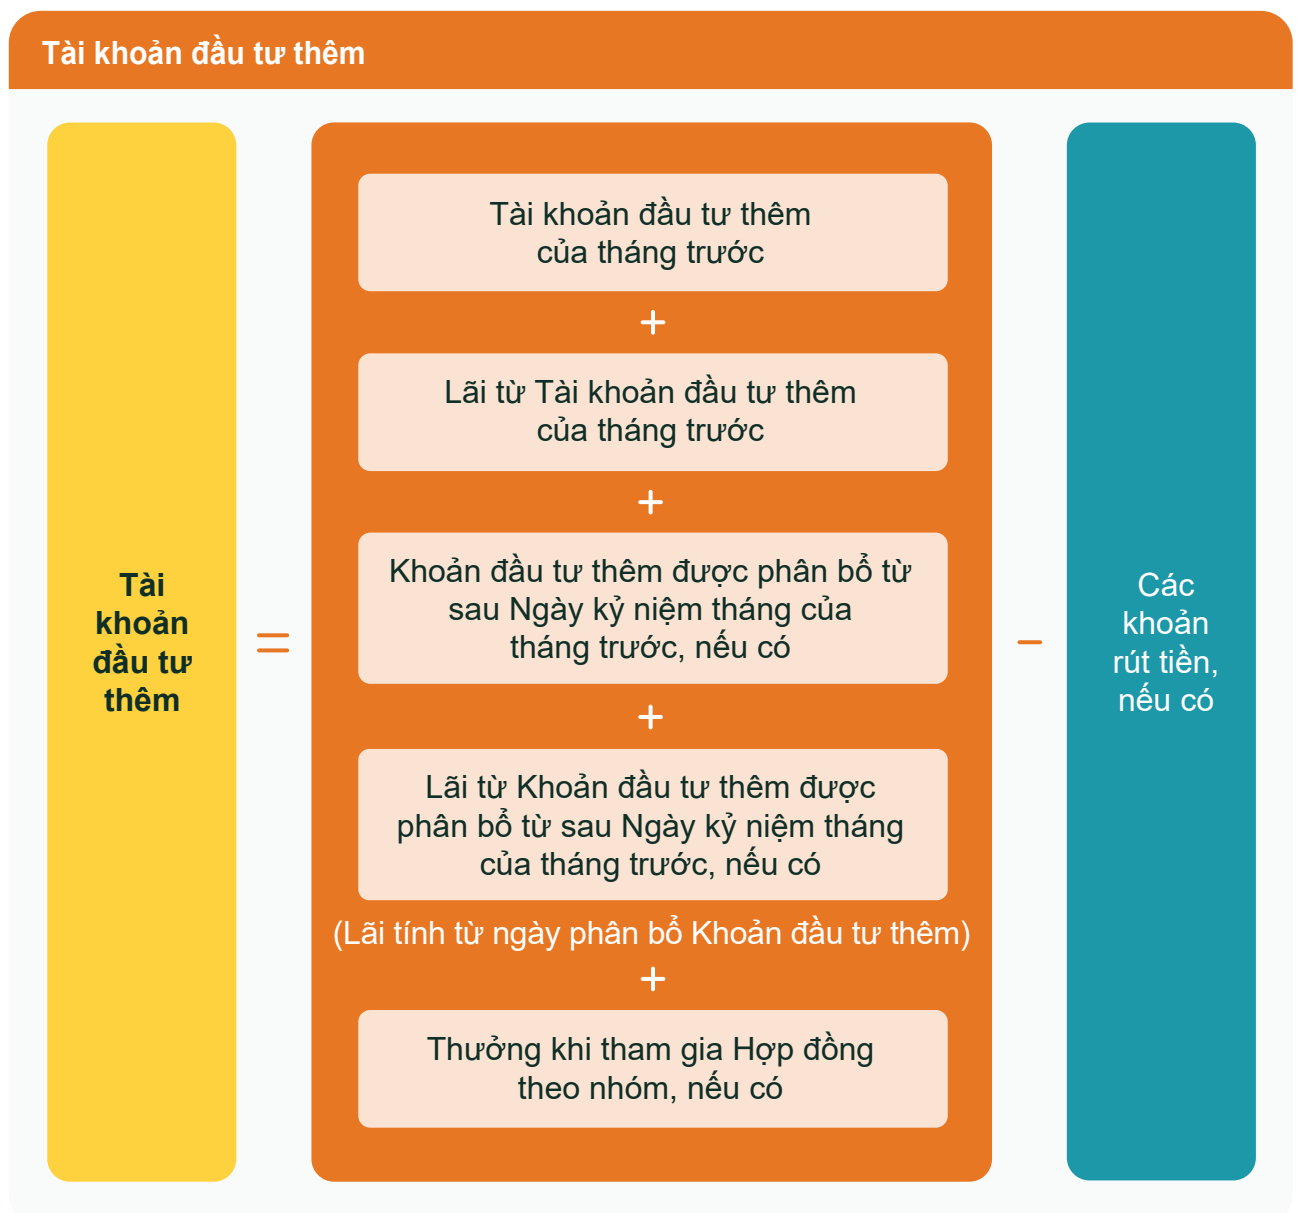 Tài khoản đầu tư thêm
Tài
khoản
đầu tư
thêm
=
Tài khoản đầu tư thêm
của tháng trước
+
Lãi từ Tài khoản đầu tư thêm
của tháng trước
+
Khoản đầu tư thêm được phân bổ từ
sau Ngày kỷ niệm tháng của
tháng trước, nếu có
+
Lãi từ Khoản đầu tư thêm được
phân bổ từ sau Ngày kỷ niệm tháng
của tháng trước, nếu có
(Lãi tính từ ngày phân bổ Khoản đầu tư thêm)
+
Thưởng khi tham gia Hợp đồng
theo nhóm, nếu có
−
Các
khoản
rút tiền,
nếu có